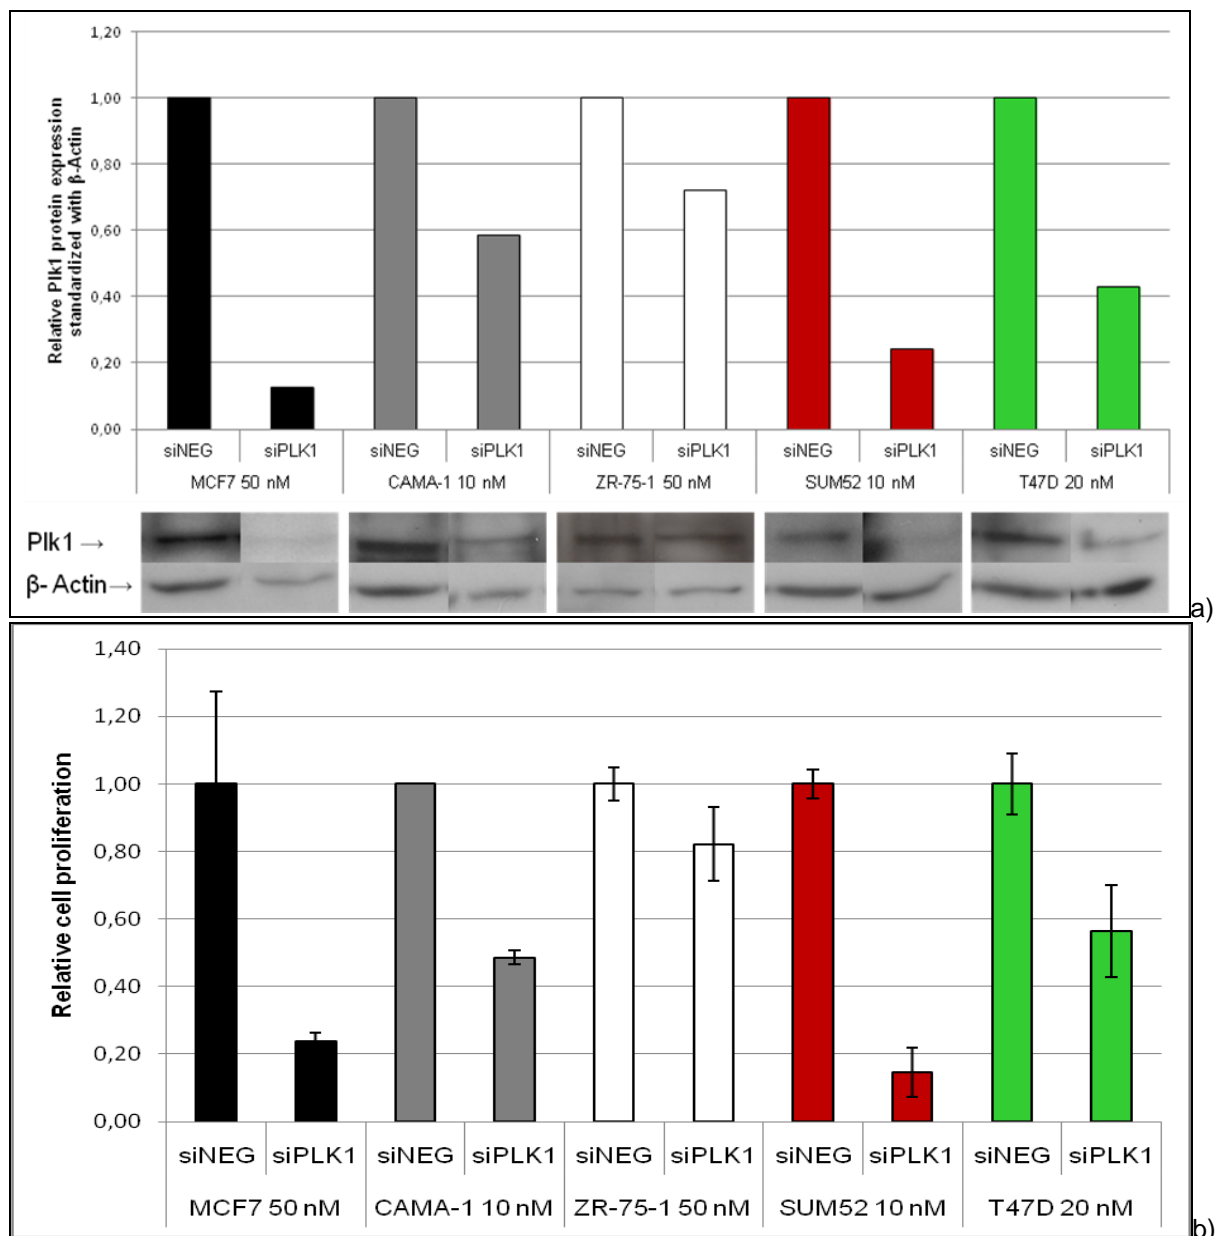 1,20
1,00
0,80
0,60
0,40
0,20
0,00
Relative Plk1 protein expression
standardized with β-Actin
siNEG siPLK1 siNEG siPLK1 siNEG siPLK1 siNEG siPLK1 siNEG siPLK1
MCF7 50 nM CAMA-1 10 nM ZR-75-1 50 nM SUM52 10 nM T47D 20 nM
Plk1 →
β- Actin→
a)
1,40
1,20
1,00
0,80
0,60
0,40
0,20
0,00
Relative cell proliferation
siNEG siPLK1 siNEG siPLK1 siNEG siPLK1 siNEG siPLK1 siNEG siPLK1
MCF7 50 nM CAMA-1 10 nM ZR-75-1 50 nM SUM52 10 nM T47D 20 nM
b)